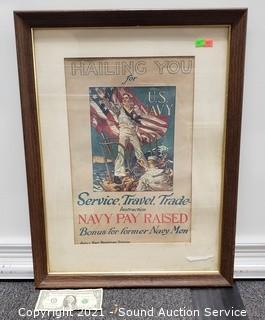 HAILING YOU
for
U.S.
NAVY
Service, Travel, Trade
Instruction
NAVY PAY RAISED
Bonus for former Navy Men
Copyright 2021 - Sound Auction Service